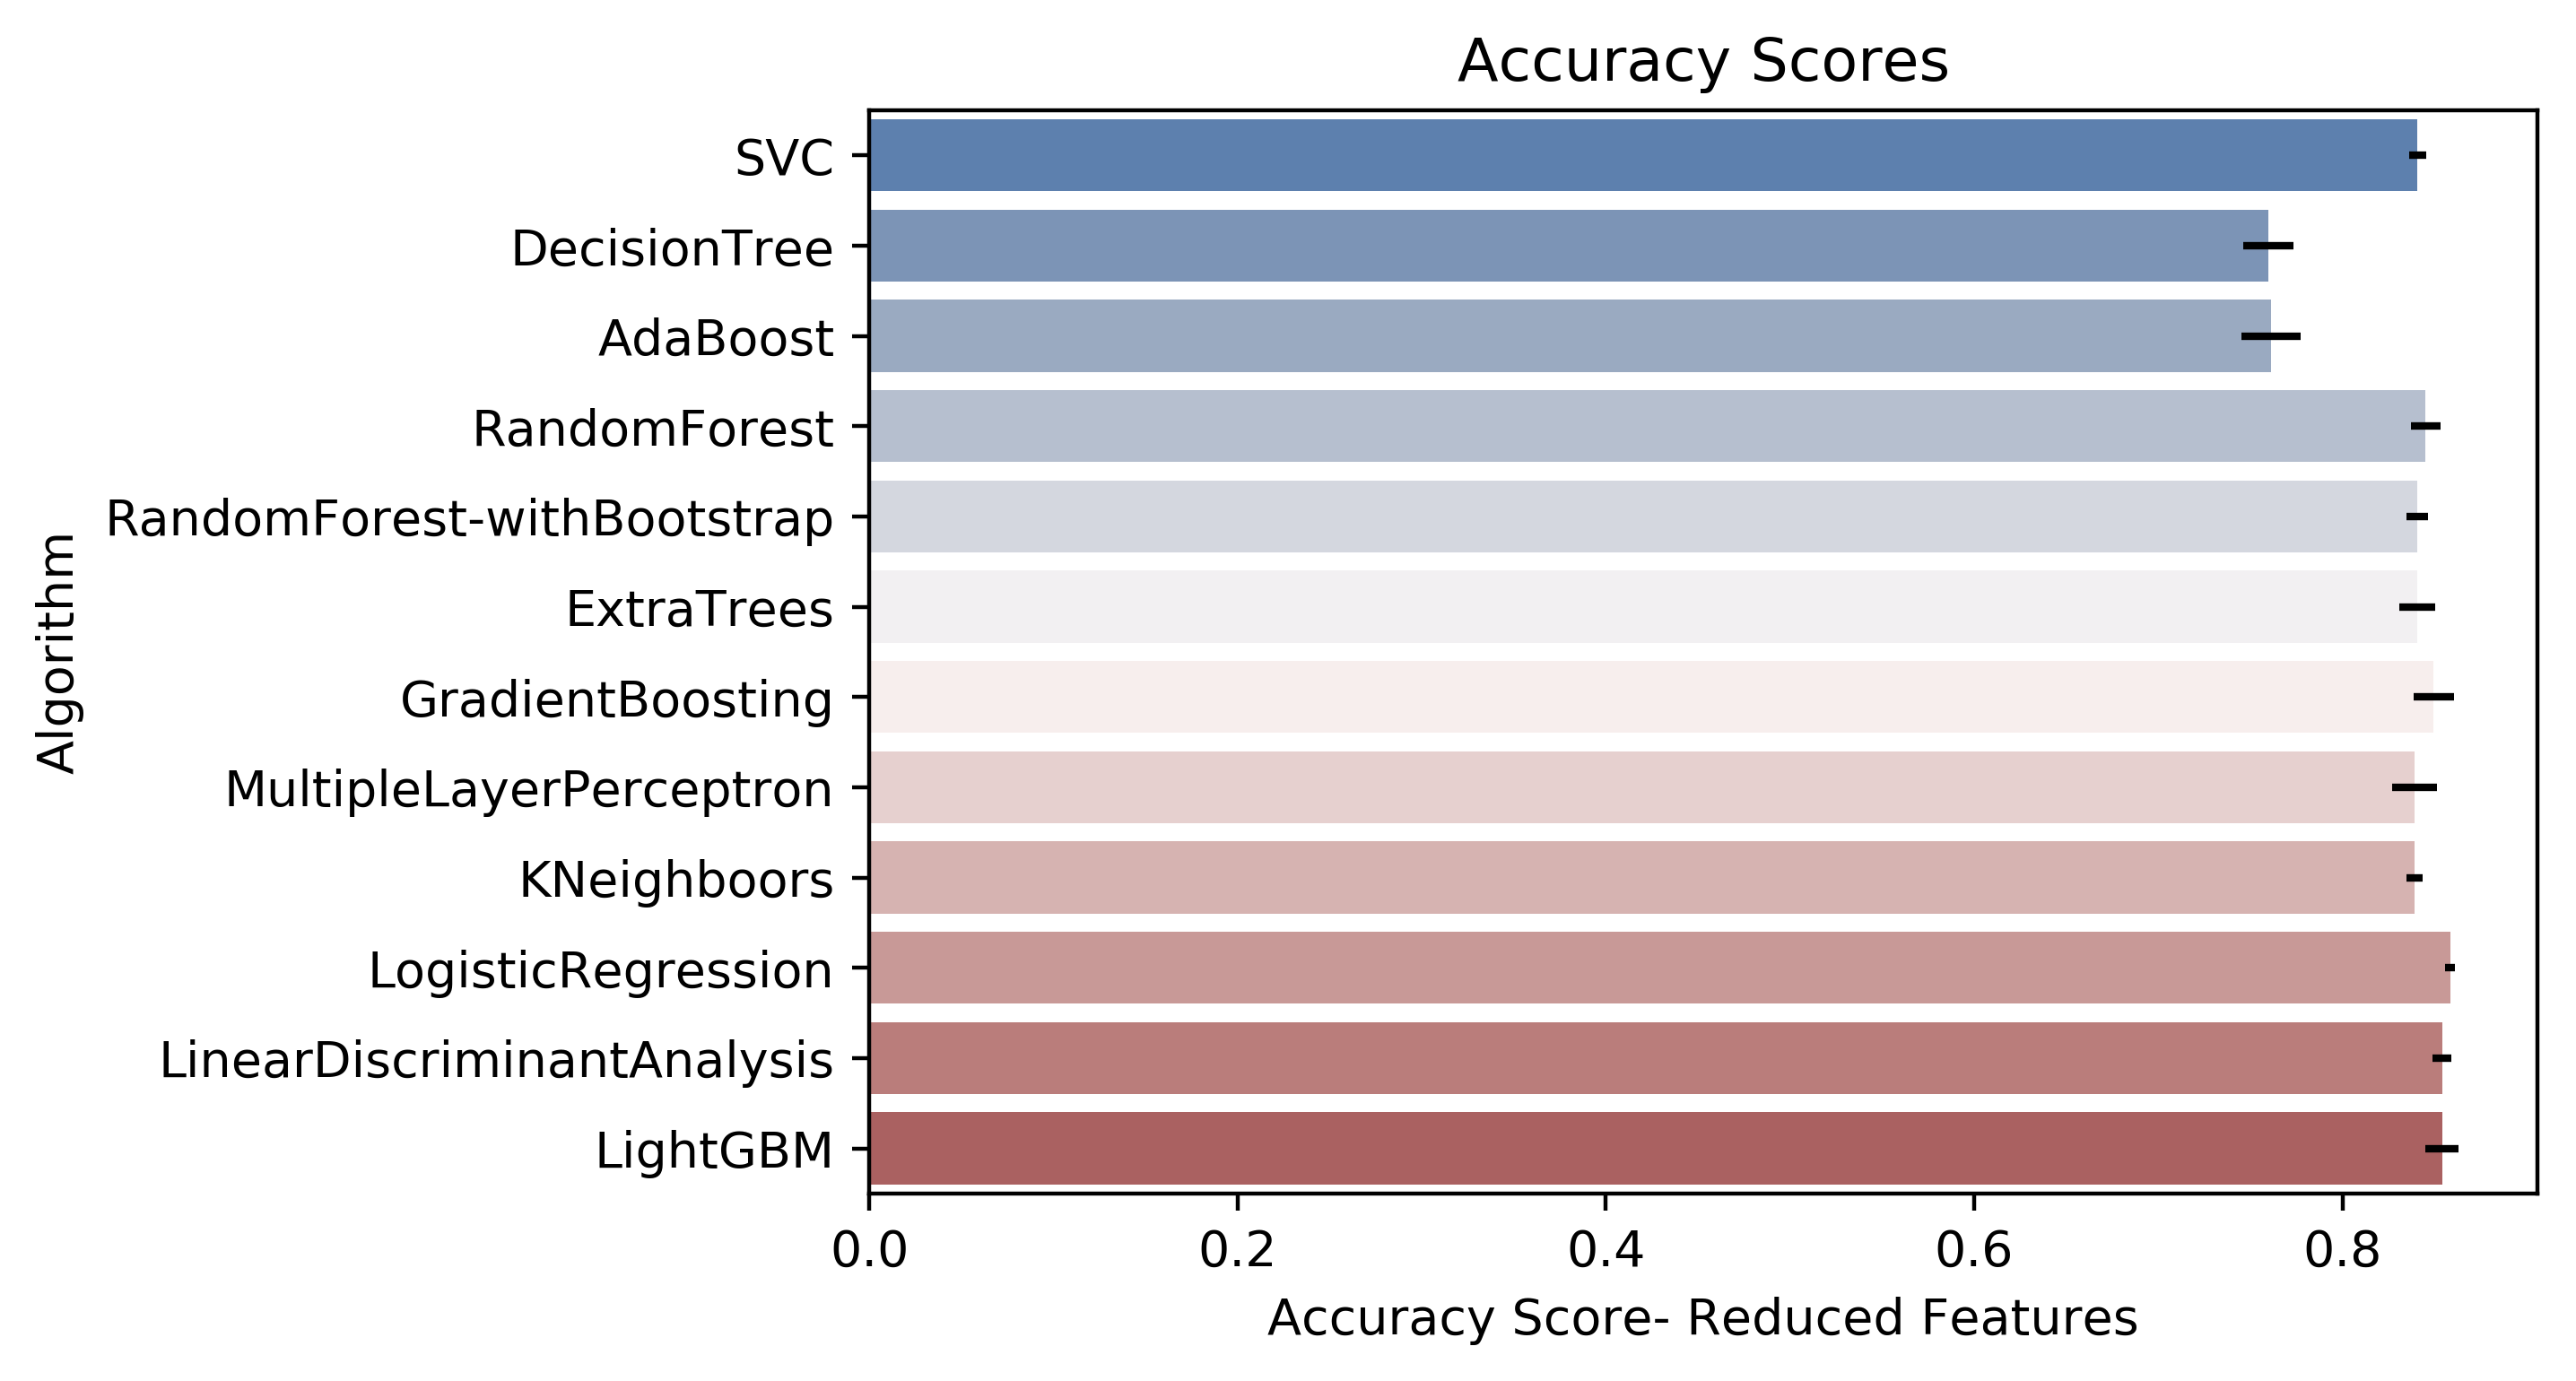 Accuracy Scores
SVC
DecisionTree
AdaBoost
RandomForest
RandomForest-withBootstrap
ExtraTrees
GradientBoosting
MultipleLayerPerceptron
KNeighboors
LogisticRegression
LinearDiscriminantAnalysis
LightGBM
Algorithm
0.0 0.2 0.4 0.6 0.8
Accuracy Score- Reduced Features